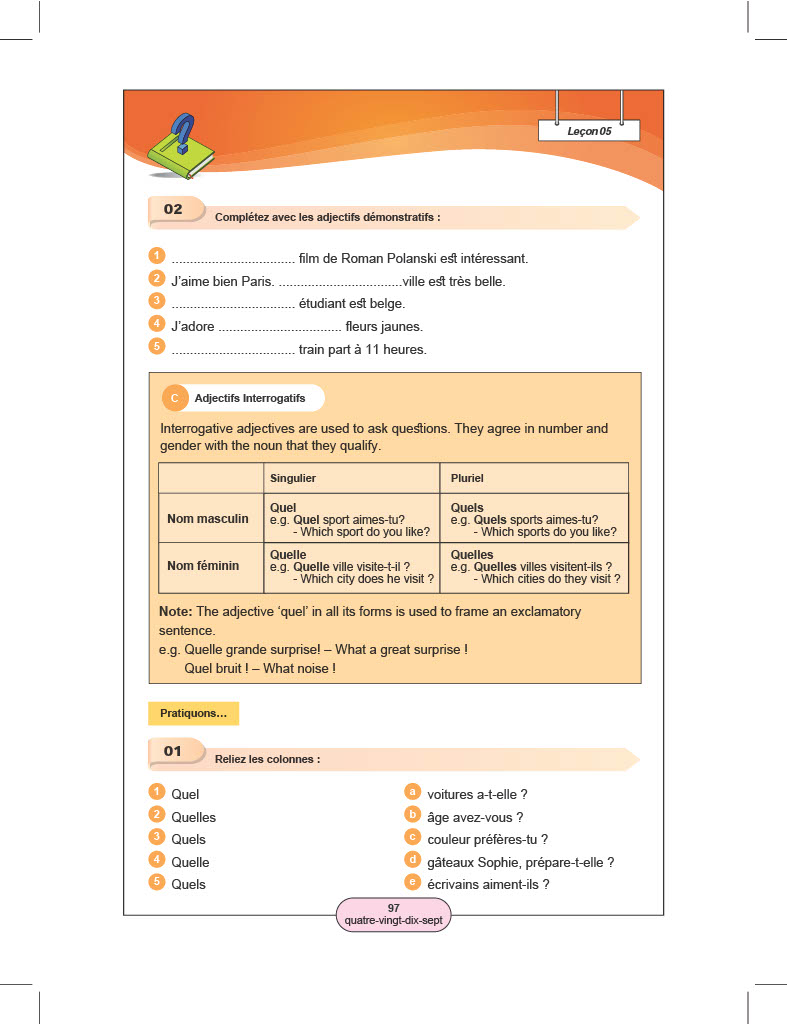 Leçon 05
02 Complétez avec les adjectifs démonstratifs :
1 ................................. film de Roman Polanski est intéressant.
2 J'aime bien Paris. .................................ville est très belle.
3 ................................. étudiant est belge.
4 J'adore ................................. fleurs jaunes.
5 ................................. train part à 11 heures.
C Adjectifs Interrogatifs
Interrogative adjectives are used to ask questions. They agree in number and
gender with the noun that they qualify.
Singulier Pluriel
Nom masculin
Quel
e.g. Quel sport aimes-tu?
- Which sport do you like?
Quels
e.g. Quels sports aimes-tu?
- Which sports do you like?
Nom féminin
Quelle
e.g. Quelle ville visite-t-il ?
- Which city does he visit ?
Quelles
e.g. Quelles villes visitent-ils ?
- Which cities do they visit ?
Note: The adjective ‘quel’ in all its forms is used to frame an exclamatory
sentence.
e.g. Quelle grande surprise! – What a great surprise !
Quel bruit ! – What noise !
Pratiquons…
01 Reliez les colonnes :
1 Quel a voitures a-t-elle ?
2 Quelles b âge avez-vous ?
3 Quels c couleur préfères-tu ?
4 Quelle d gâteaux Sophie, prépare-t-elle ?
5 Quels e écrivains aiment-ils ?
97
quatre-vingt-dix-sept